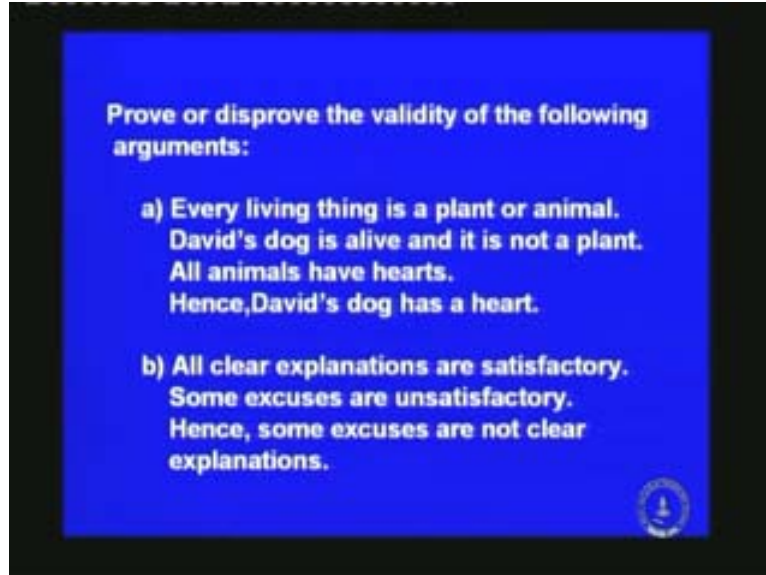 Prove or disprove the validity of the following
arguments:
a) Every living thing is a plant or animal.
David's dog is alive and it is not a plant.
All animals have hearts.
Hence,David's dog has a heart.
b) All clear explanations are satisfactory.
Some excuses are unsatisfactory.
Hence, some excuses are not clear
explanations.